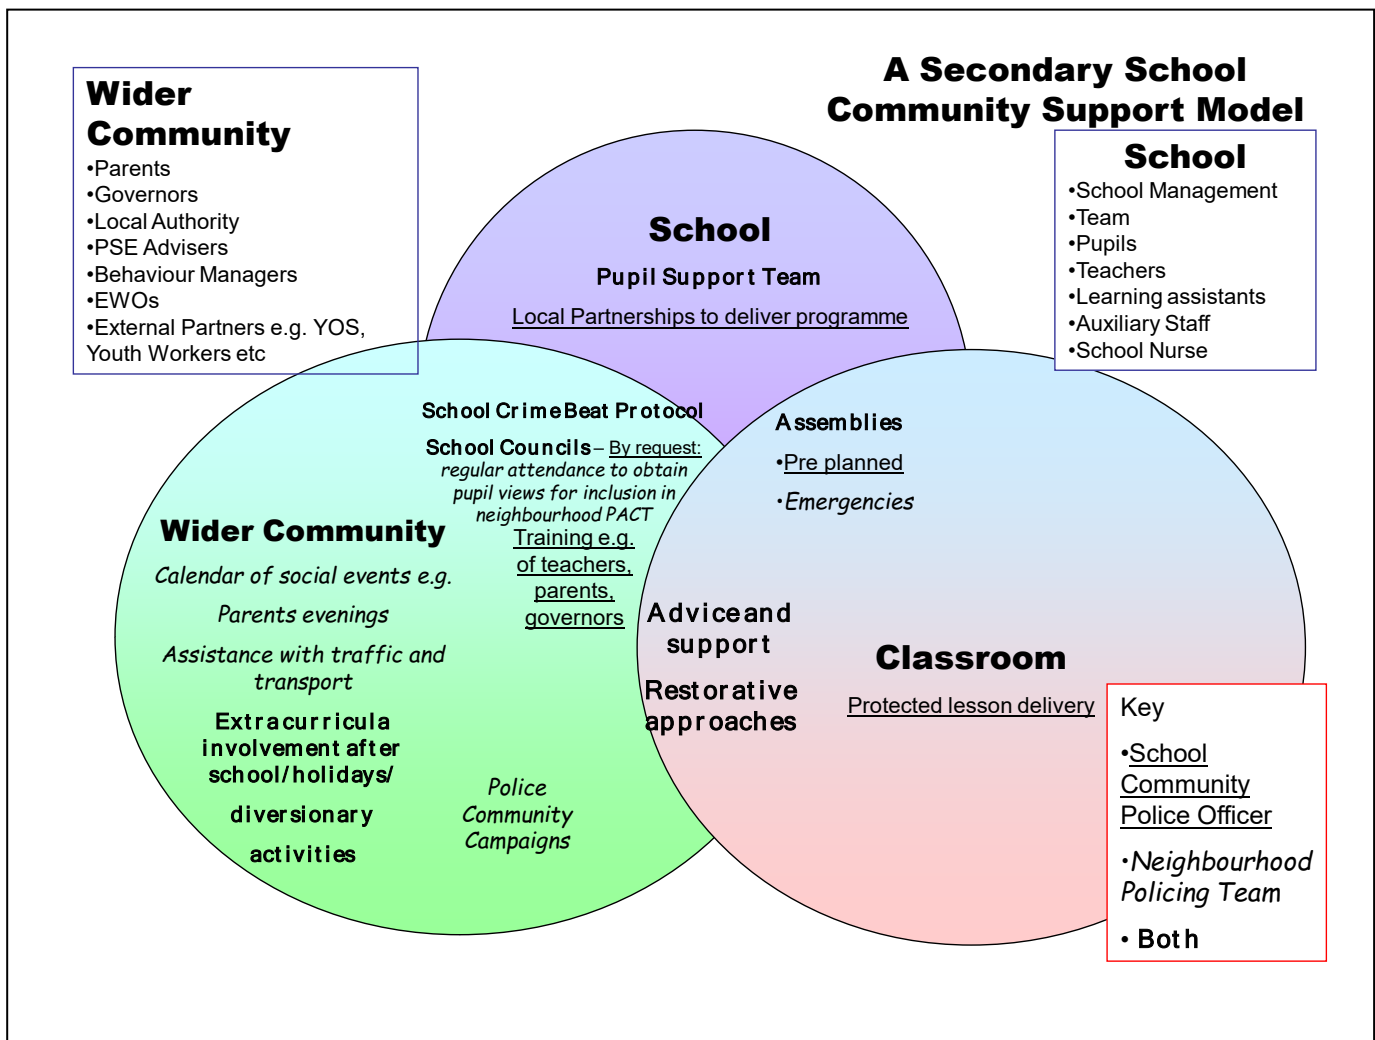 A Secondary School
Community Support Model
Wider
Community
•Parents
•Governors
•Local Authority
•PSE Advisers
•Behaviour Managers
•EWOs
•External Partners e.g. YOS,
Youth Workers etc
School
•School Management
•Team
•Pupils
•Teachers
•Learning assistants
•Auxiliary Staff
•School Nurse
School
Pupil Support Team
Local Partnerships to deliver programme
School CrimeBeat Protocol
School Councils – By request:
regular attendance to obtain
pupil views for inclusion in
neighbourhood PACT
Training e.g.
of teachers,
parents,
governors
Assemblies
•Pre planned
•Emergencies
Wider Community
Calendar of social events e.g.
Parents evenings
Assistance with traffic and
transport
Extracurricula
involvement after
school/holidays/
diversionary
activities
Police
Community
Campaigns
Advice and
support
Restorative
approaches
Classroom
Protected lesson delivery
Key
•School
Community
Police Officer
•Neighbourhood
Policing Team
• Both